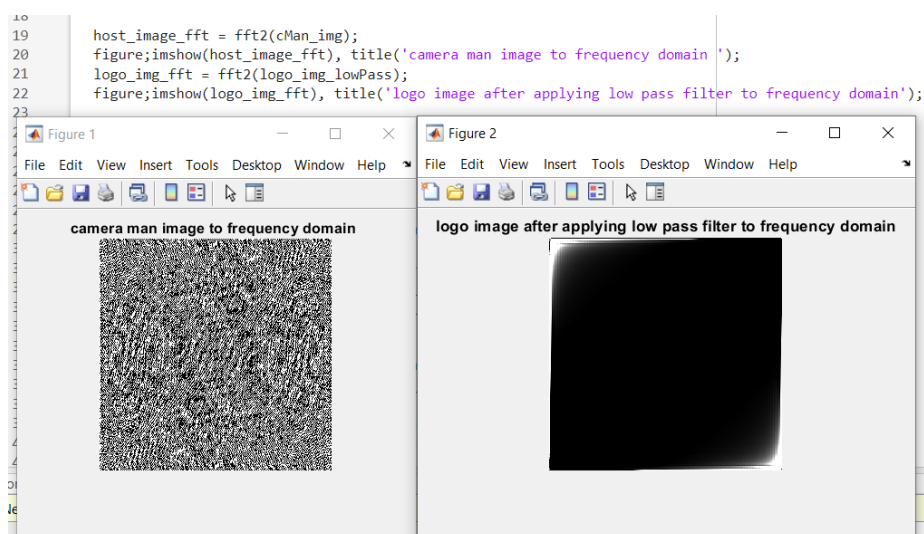 18
19 host_image_fft = fft2(cMan_img);
20 figure;imshow(host_image_fft), title('camera man image to frequency domain ');
21 logo_img_fft = fft2(logo_img_lowPass);
22 figure;imshow(logo_img_fft), title('logo image after applying low pass filter to frequency domain');
23
Figure 1
File Edit View Insert Tools Desktop Window Help
camera man image to frequency domain
Figure 2
File Edit View Insert Tools Desktop Window Help
logo image after applying low pass filter to frequency domain